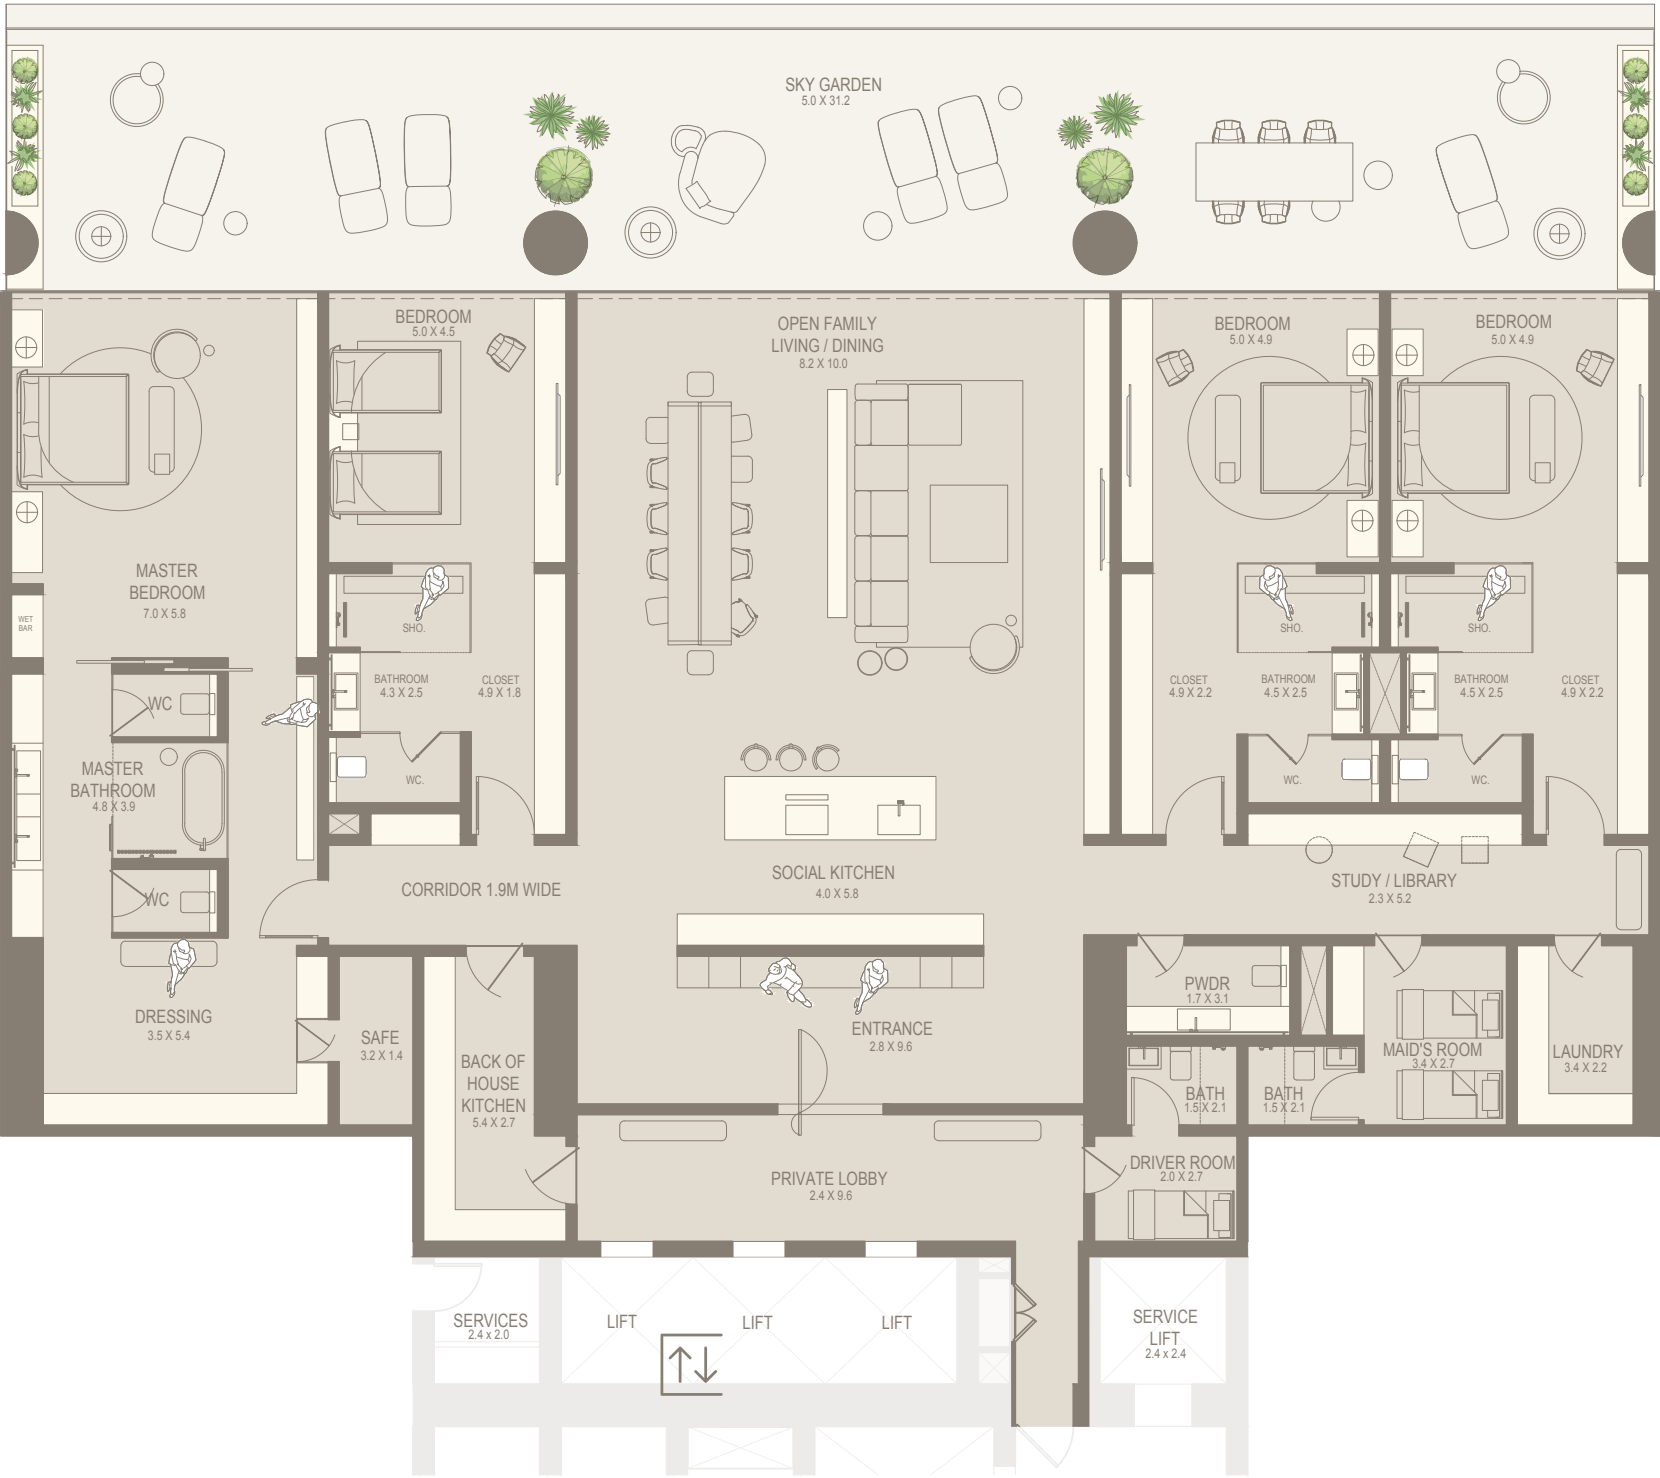 SKY GARDEN
5.0 X 31.2
BEDROOM
5.0 X 4.5
OPEN FAMILY
LIVING / DINING
8.2 X 10.0
BEDROOM
5.0 X 4.9
BEDROOM
5.0 X 4.9
MASTER
BEDROOM
7.0 X 5.8
WET
BAR
SHO.
SHO.
SHO.
BATHROOM
4.3 X 2.5
CLOSET
4.9 X 1.8
CLOSET
4.9 X 2.2
BATHROOM
4.5 X 2.5
BATHROOM
4.5 X 2.5
CLOSET
4.9 X 2.2
WC
MASTER
BATHROOM
4.8 X 3.9
WC.
WC.
WC.
WC
CORRIDOR 1.9M WIDE
SOCIAL KITCHEN
4.0 X 5.8
STUDY / LIBRARY
2.3 X 5.2
DRESSING
3.5 X 5.4
SAFE
3.2 X 1.4
BACK OF
HOUSE
KITCHEN
5.4 X 2.7
ENTRANCE
2.8 X 9.6
PWDR
1.7 X 3.1
BATH
1.5 X 2.1
BATH
1.5 X 2.1
MAID'S ROOM
3.4 X 2.7
LAUNDRY
3.4 X 2.2
PRIVATE LOBBY
2.4 X 9.6
DRIVER ROOM
2.0 X 2.7
SERVICES
2.4 x 2.0
LIFT
LIFT
LIFT
SERVICE
LIFT
2.4 x 2.4